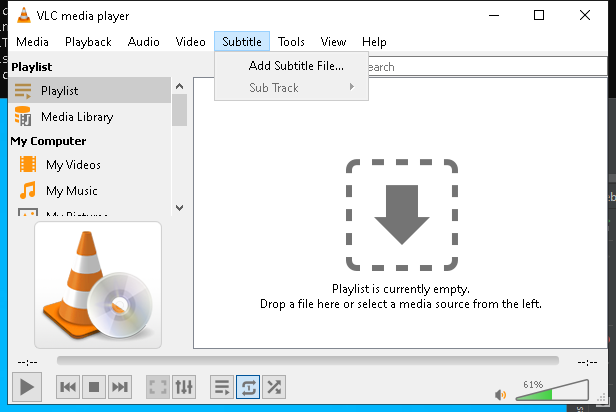 VLC media player
Media Playback Audio Video Subtitle Tools View Help
Playlist
Add Subtitle File...
earch
Playlist
Sub Track
Media Library
My Computer
My Videos
My Music
My Pictures
Playlist is currently empty.
Drop a file here or select a media source from the left.
--:--
--:--
61%